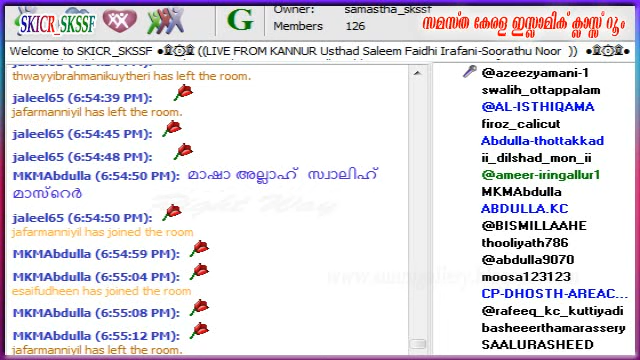 SKICR_SKSSF
G
Owner: samastha_skssf
Members 126
സമസ്ത കേരള ഇസ്ലാമിക് ക്ലാസ്സ് റൂം
Welcome to SKICR_SKSSF ●۩۞۩ ((LIVE FROM KANNUR Usthad Saleem Faidhi Irafani-Soorathu Noor )) ●۩۞۩
thwayyibrahmanikuytheri has left the room.
jaleel65 (6:54:39 PM):
jafarmanniyil has left the room.
jaleel65 (6:54:45 PM):
jaleel65 (6:54:48 PM):
MKMAbdulla (6:54:50 PM): മാഷാ അല്ലാഹ് സ്വാലിഹ്
മാസ്റെർ
jaleel65 (6:54:50 PM):
jafarmanniyil has joined the room
MKMAbdulla (6:54:59 PM):
MKMAbdulla (6:55:04 PM):
esaifudheen has joined the room
MKMAbdulla (6:55:08 PM):
MKMAbdulla (6:55:12 PM):
jafarmanniyil has left the room.
Right Way
@azeezyamani-1
swalih_ottappalam
@AL-ISTHIQAMA
firoz_calicut
Abdulla-thottakkad
ii_dilshad_mon_ii
@ameer-iringallur1
MKMAbdulla
ABDULLA.KC
@BISMILLAAHE
thooliyath786
@abdulla9070
moosa123123
CP-DHOSTH-AREAC...
@rafeeq_kc_kuttiyadi
basheeerthamarassery
SAALURASHEED